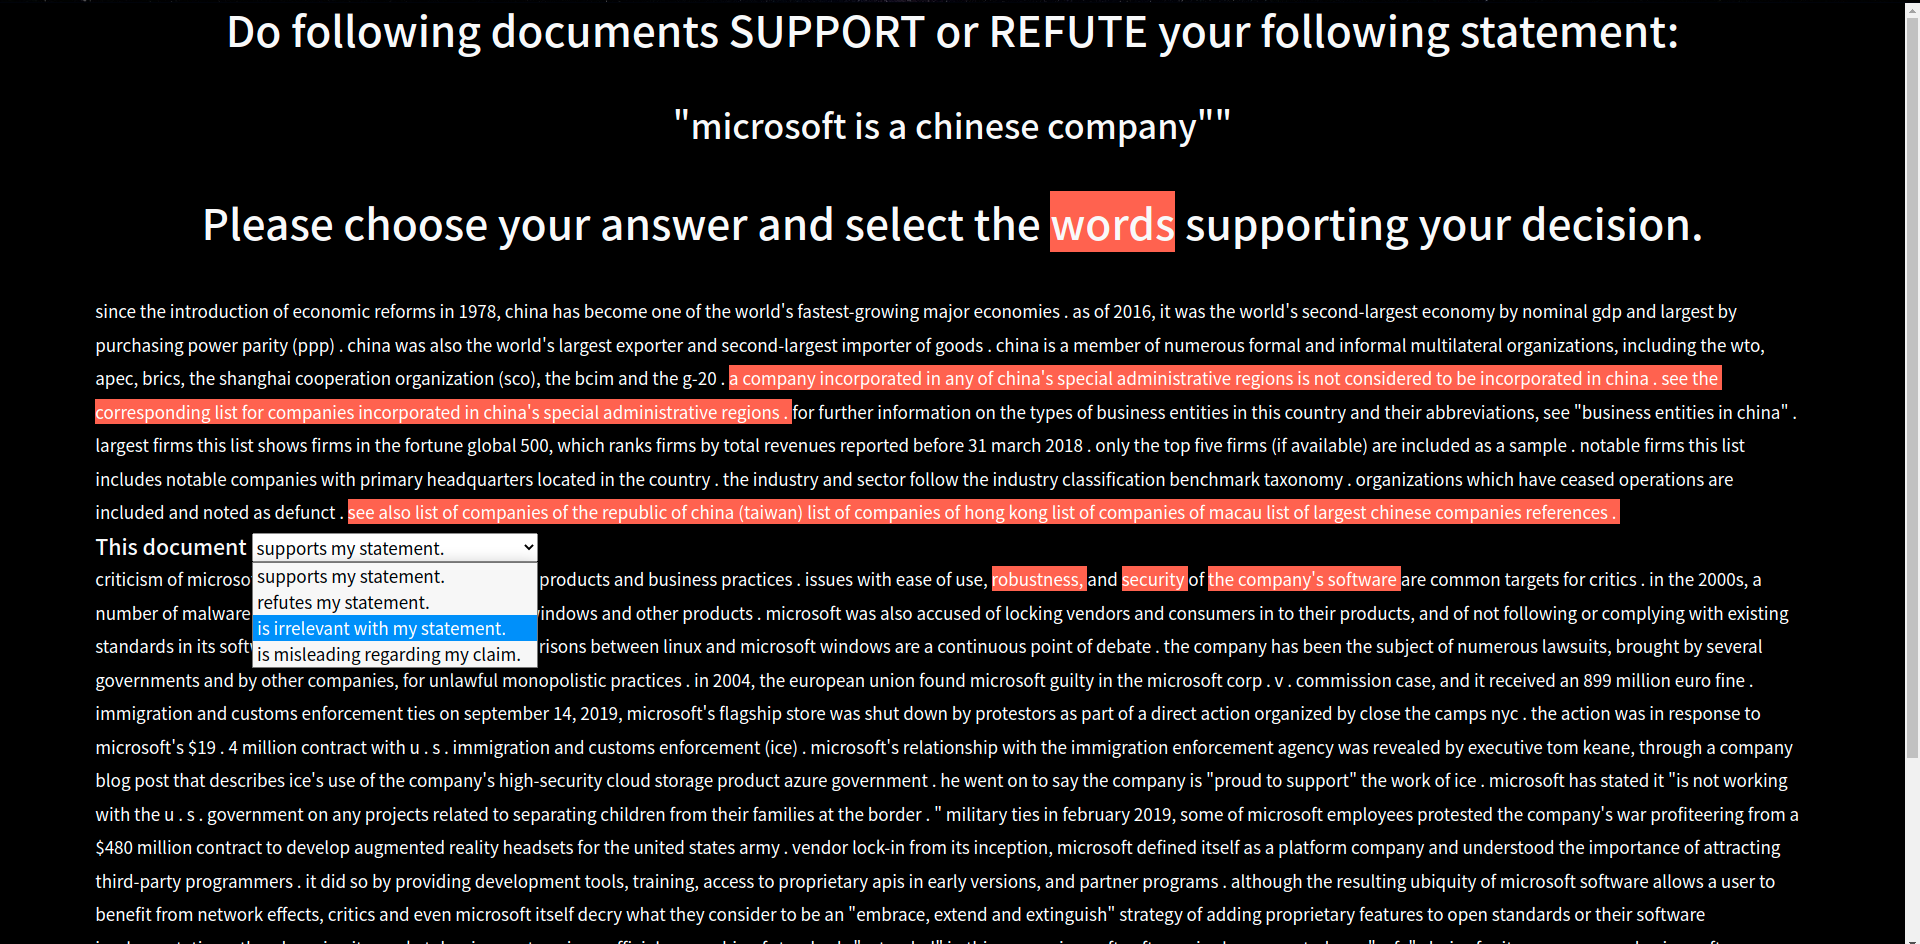 Do following documents SUPPORT or REFUTE your following statement:
"microsoft is a chinese company""
Please choose your answer and select the words supporting your decision.
since the introduction of economic reforms in 1978, china has become one of the world's fastest-growing major economies . as of 2016, it was the world's second-largest economy by nominal gdp and largest by
purchasing power parity (ppp) . china was also the world's largest exporter and second-largest importer of goods . china is a member of numerous formal and informal multilateral organizations, including the wto,
apec, brics, the shanghai cooperation organization (sco), the bcim and the g-20 . a company incorporated in any of china's special administrative regions is not considered to be incorporated in china . see the
corresponding list for companies incorporated in china's special administrative regions . for further information on the types of business entities in this country and their abbreviations, see "business entities in china" .
largest firms this list shows firms in the fortune global 500, which ranks firms by total revenues reported before 31 march 2018 . only the top five firms (if available) are included as a sample . notable firms this list
includes notable companies with primary headquarters located in the country . the industry and sector follow the industry classification benchmark taxonomy . organizations which have ceased operations are
included and noted as defunct . see also list of companies of the republic of china (taiwan) list of companies of hong kong list of companies of macau list of largest chinese companies references .
This document supports my statement.
supports my statement.
refutes my statement.
is irrelevant with my statement.
is misleading regarding my claim.
criticism of products and business practices . issues with ease of use, robustness, and security of the company's software are common targets for critics . in the 2000s, a
number of malware windows and other products . microsoft was also accused of locking vendors and consumers in to their products, and of not following or complying with existing
standards in its between linux and microsoft windows are a continuous point of debate . the company has been the subject of numerous lawsuits, brought by several
governments and by other companies, for unlawful monopolistic practices . in 2004, the european union found microsoft guilty in the microsoft corp . v . commission case, and it received an 899 million euro fine .
immigration and customs enforcement ties on september 14, 2019, microsoft's flagship store was shut down by protestors as part of a direct action organized by close the camps nyc . the action was in response to
microsoft's $19 . 4 million contract with u . s . immigration and customs enforcement (ice) . microsoft's relationship with the immigration enforcement agency was revealed by executive tom keane, through a company
blog post that describes ice's use of the company's high-security cloud storage product azure government . he went on to say the company is "proud to support" the work of ice . microsoft has stated it "is not working
with the u . s . government on any projects related to separating children from their families at the border . " military ties in february 2019, some of microsoft employees protested the company's war profiteering from a
$480 million contract to develop augmented reality headsets for the united states army . vendor lock-in from its inception, microsoft defined itself as a platform company and understood the importance of attracting
third-party programmers . it did so by providing development tools, training, access to proprietary apis in early versions, and partner programs . although the resulting ubiquity of microsoft software allows a user to
benefit from network effects, critics and even microsoft itself decry what they consider to be an "embrace, extend and extinguish" strategy of adding proprietary features to open standards or their software